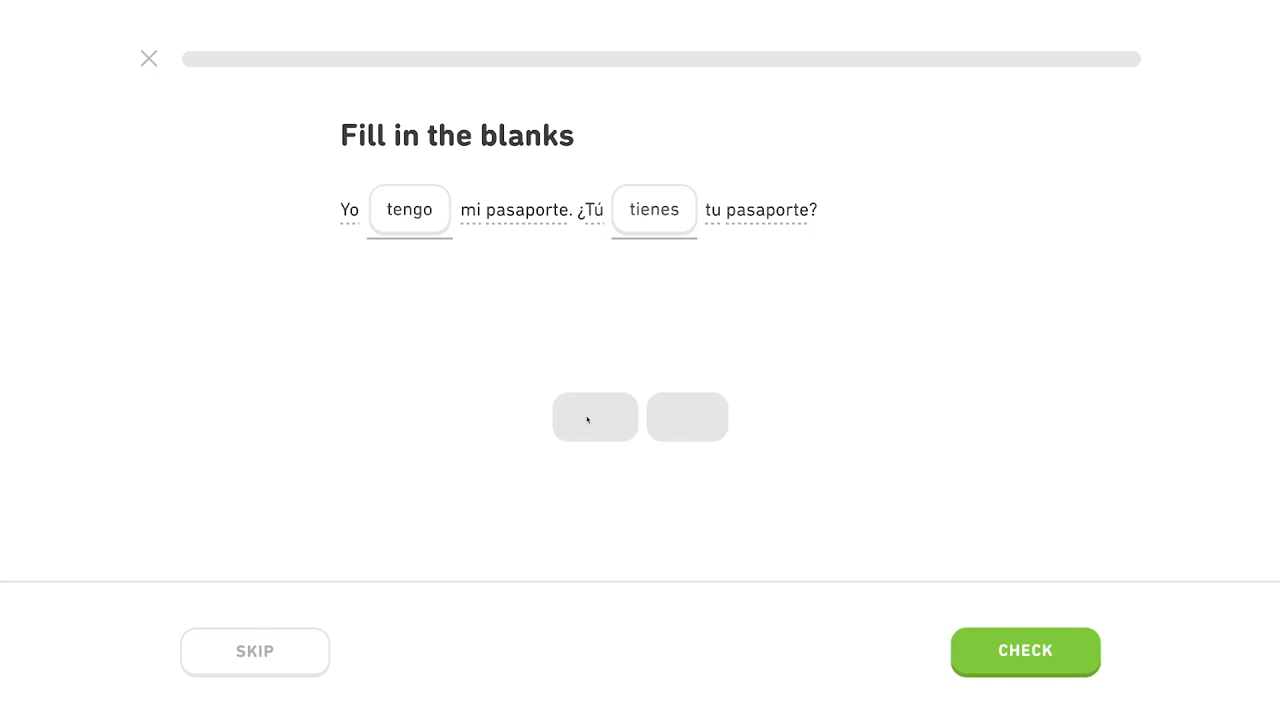 Fill in the blanks
Yo tengo mi pasaporte. ¿Tú tienes tu pasaporte?
SKIP
CHECK